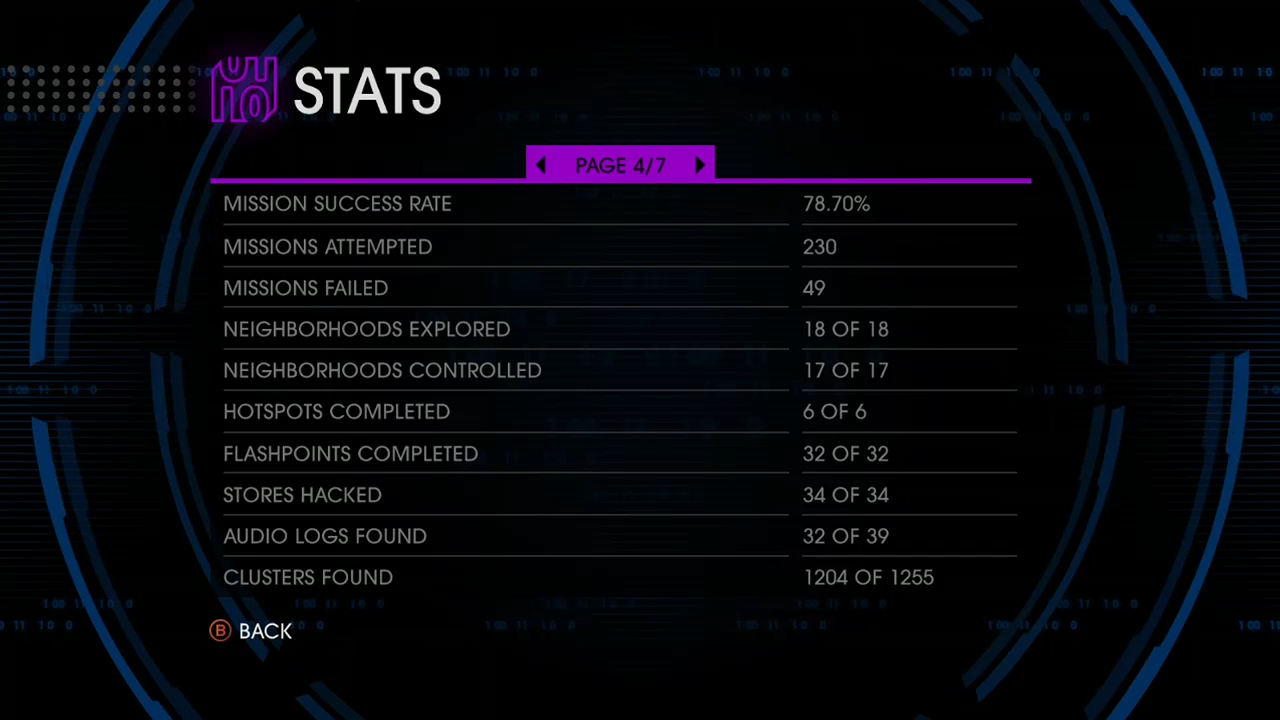 STATS
PAGE 4/7
MISSION SUCCESS RATE 78.70%
MISSIONS ATTEMPTED 230
MISSIONS FAILED 49
NEIGHBORHOODS EXPLORED 18 OF 18
NEIGHBORHOODS CONTROLLED 17 OF 17
HOTSPOTS COMPLETED 6 OF 6
FLASHPOINTS COMPLETED 32 OF 32
STORES HACKED 34 OF 34
AUDIO LOGS FOUND 32 OF 39
CLUSTERS FOUND 1204 OF 1255
B BACK